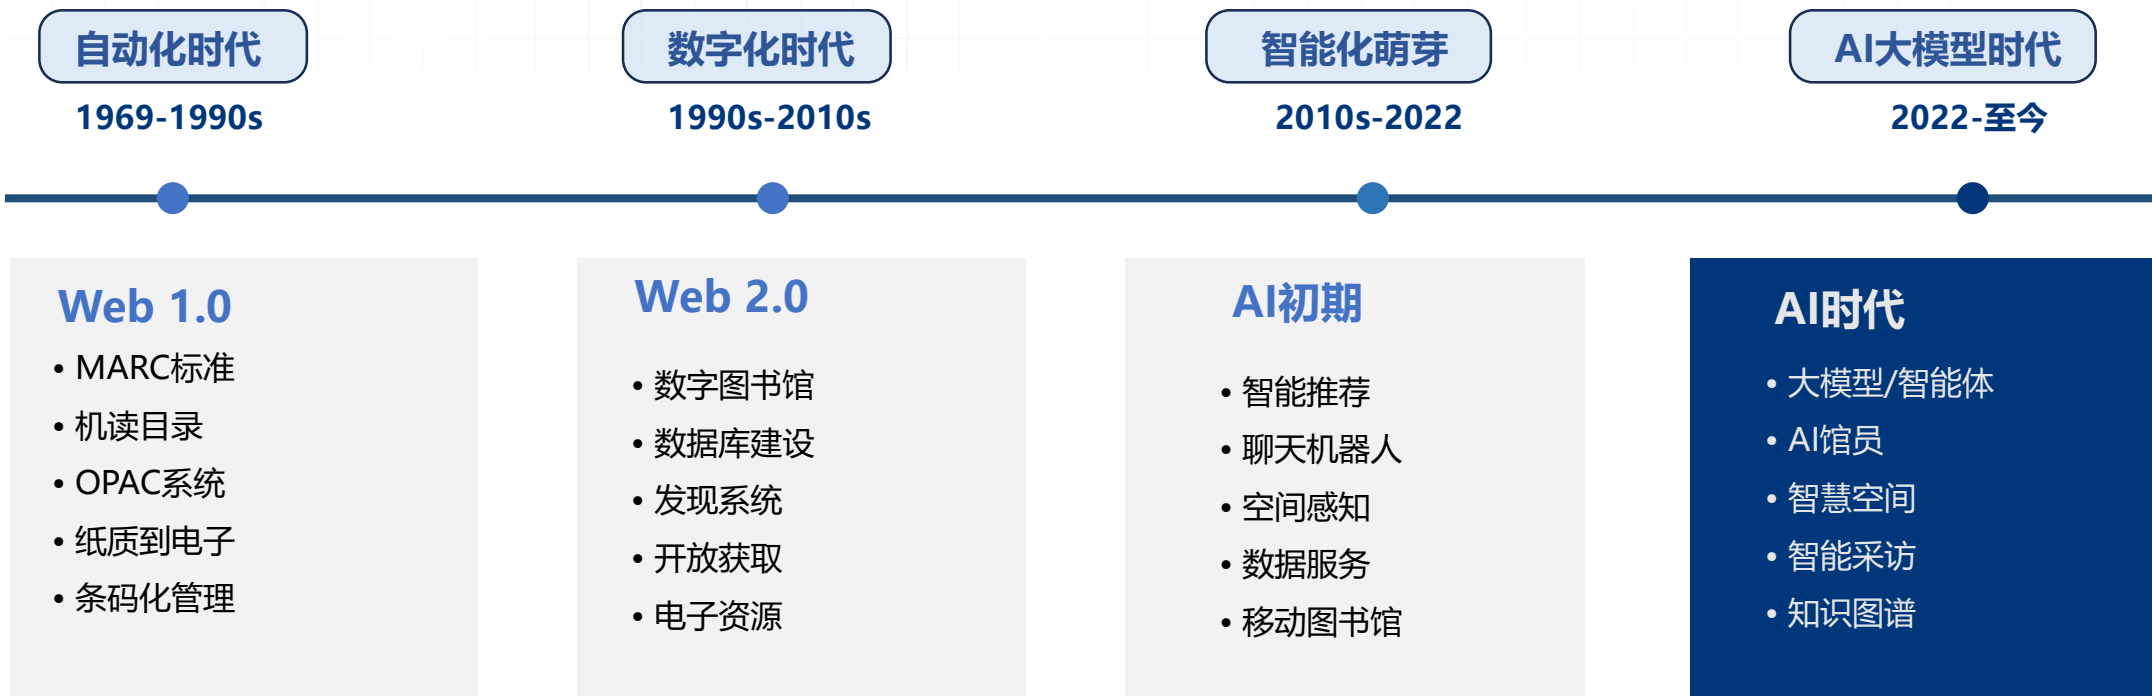 自动化时代
数字化时代
智能化萌芽
AI大模型时代
1969-1990s
1990s-2010s
2010s-2022
2022-至今
Web 1.0
• MARC标准
• 机读目录
• OPAC系统
• 纸质到电子
• 条码化管理
Web 2.0
• 数字图书馆
• 数据库建设
• 发现系统
• 开放获取
• 电子资源
AI初期
• 智能推荐
• 聊天机器人
• 空间感知
• 数据服务
• 移动图书馆
AI时代
• 大模型/智能体
• AI馆员
• 智慧空间
• 智能采访
• 知识图谱